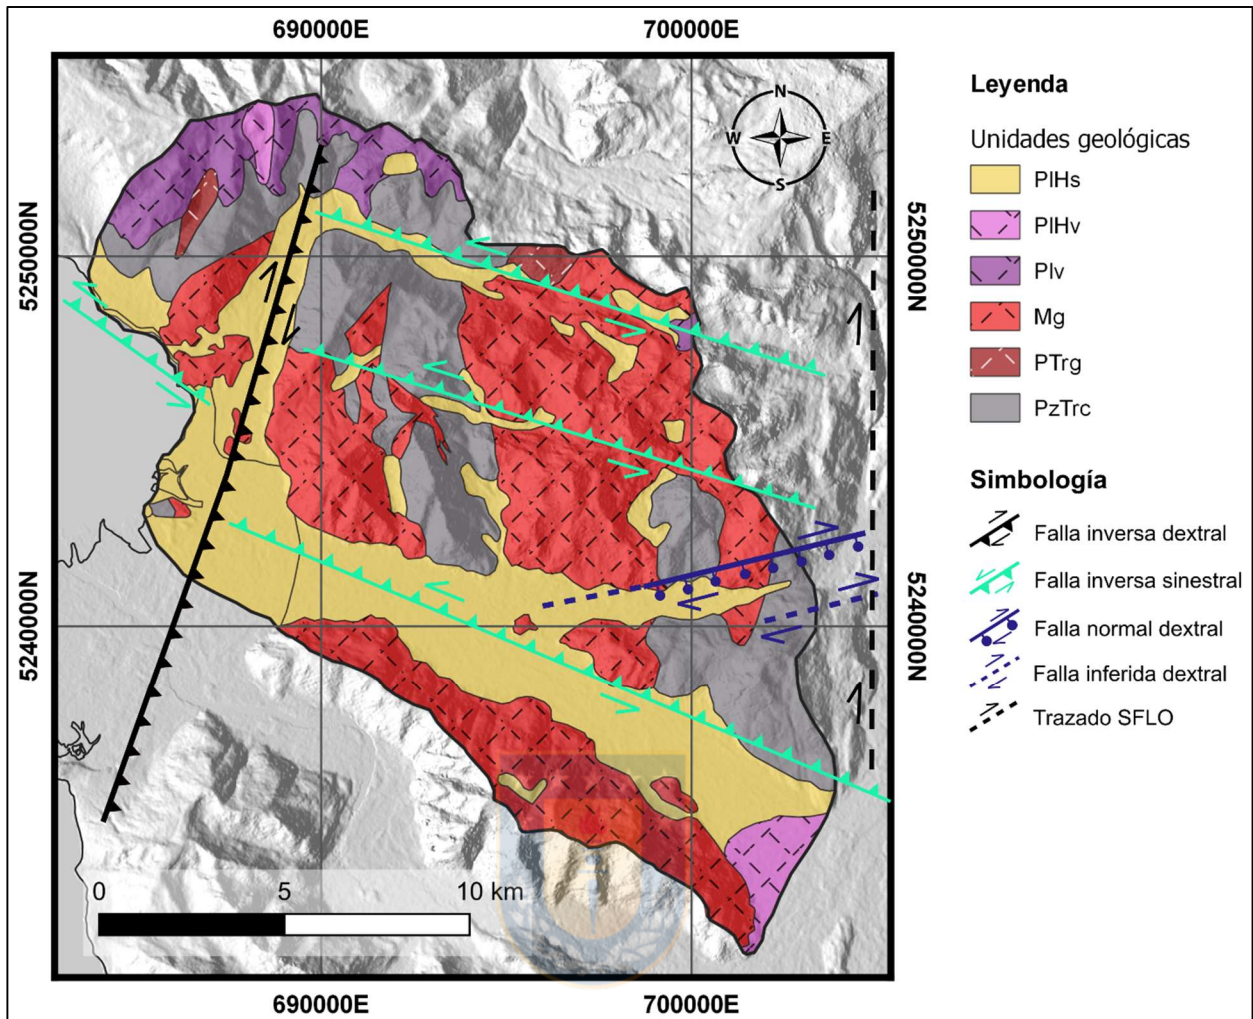 690000E 700000E
N
W E
S
5250000N 5250000N
5240000N 5240000N
0 5 10 km
690000E 700000E
Leyenda
Unidades geológicas
PlHs
PlHv
Plv
Mg
PTrg
PzTrc
Simbología
Falla inversa dextral
Falla inversa sinestral
Falla normal dextral
Falla inferida dextral
Trazado SFLO